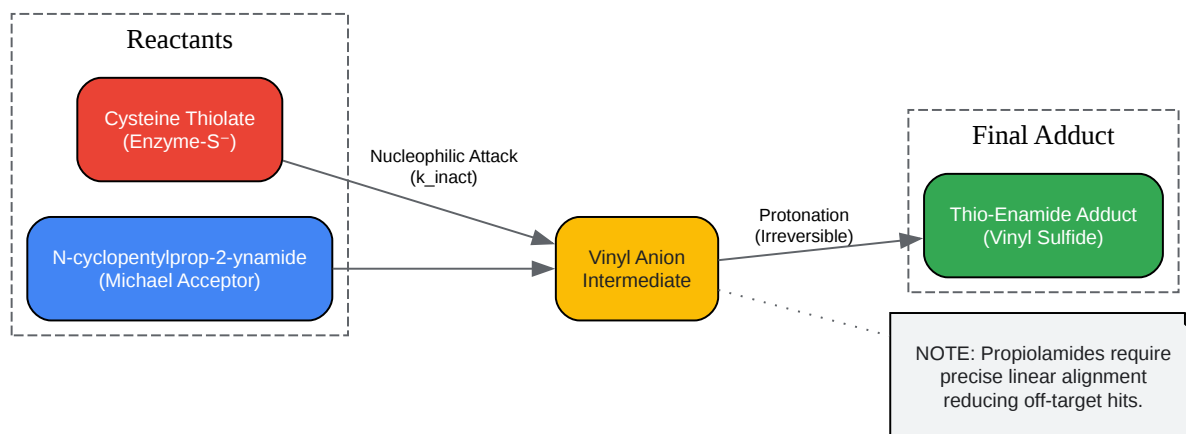 Reactants
Cysteine Thiolate
(Enzyme-S⁻)
N-cyclopentylprop-2-ynamide
(Michael Acceptor)
Nucleophilic Attack
(k_inact)
Vinyl Anion
Intermediate
Protonation
(Irreversible)
Final Adduct
Thio-Enamide Adduct
(Vinyl Sulfide)
NOTE: Propiolamides require
precise linear alignment
reducing off-target hits.